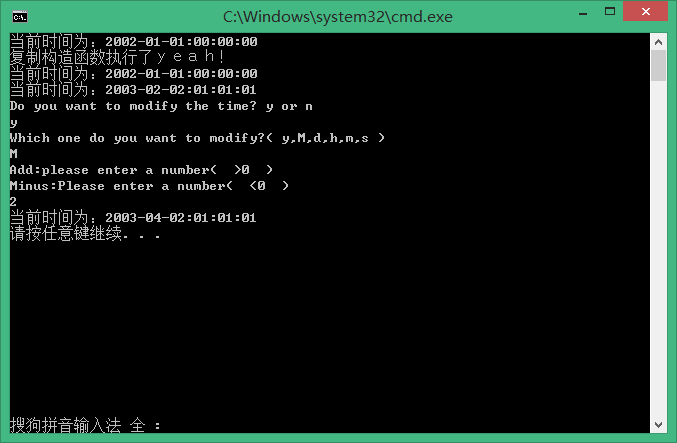 C:\Windows\system32\cmd.exe
当前时间为：2002-01-01:00:00:00
复制构造函数执行了ｙｅａｈ！
当前时间为：2002-01-01:00:00:00
当前时间为：2003-02-02:01:01:01
Do you want to modify the time? y or n
y
Which one do you want to modify?( y,M,d,h,m,s )
M
Add:please enter a number(  >0  )
Minus:Please enter a number(  <0  )
2
当前时间为：2003-04-02:01:01:01
请按任意键继续. . .
搜狗拼音输入法 全 ：